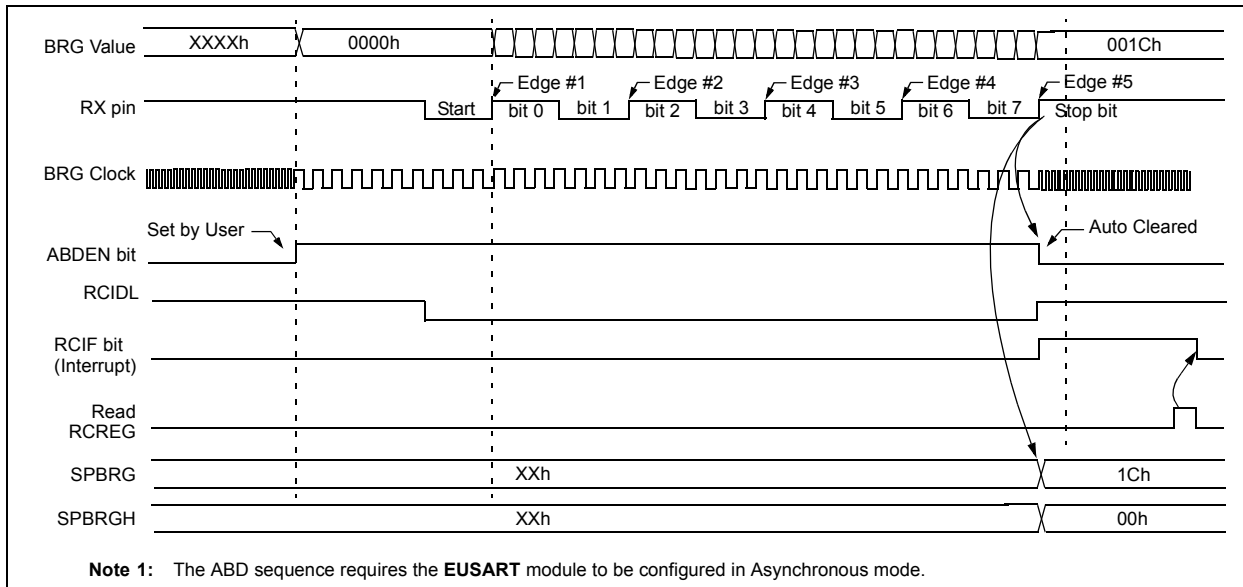 BRG Value
XXXXh
0000h
001Ch
Edge #1
Edge #2
Edge #3
Edge #4
Edge #5
RX pin
Start
bit 0
bit 1
bit 2
bit 3
bit 4
bit 5
bit 6
bit 7
Stop bit
BRG Clock
Set by User
Auto Cleared
ABDEN bit
RCIDL
RCIF bit
(Interrupt)
Read
RCREG
SPBRG
XXh
1Ch
SPBRGH
XXh
00h
Note 1: The ABD sequence requires the EUSART module to be configured in Asynchronous mode.